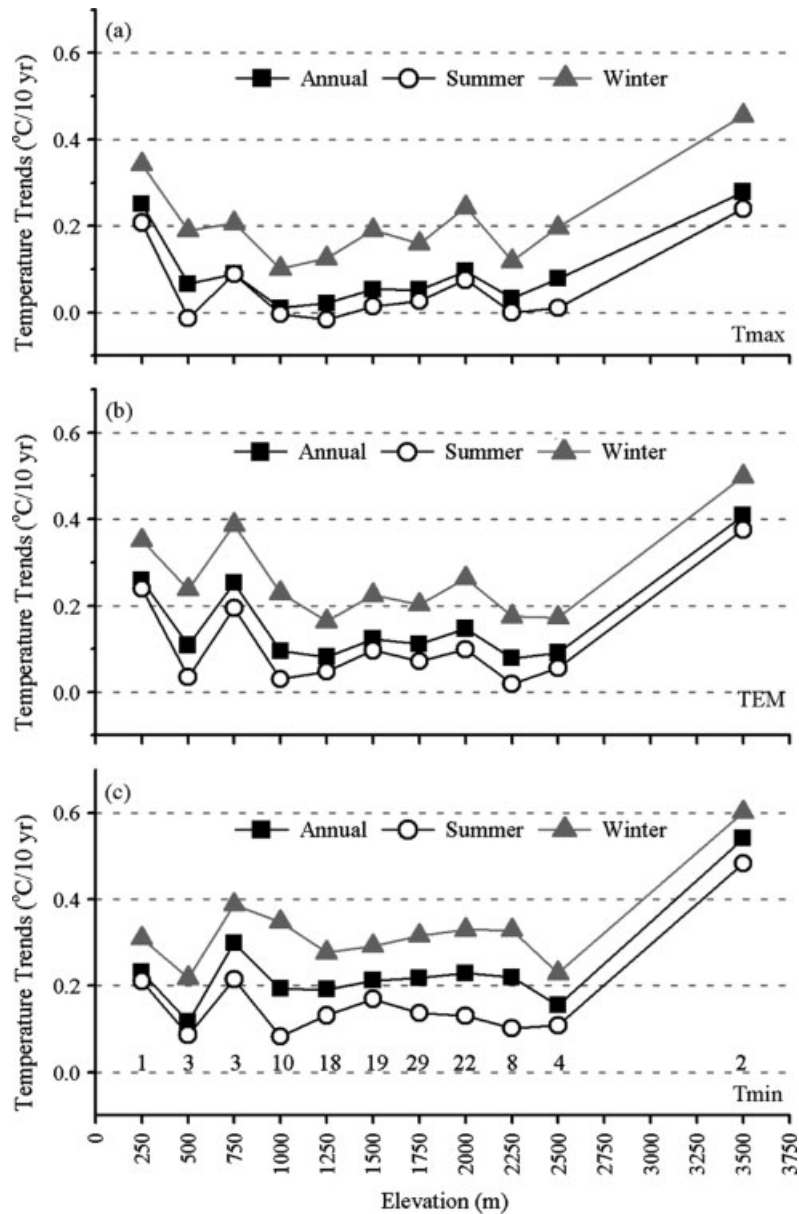 (a)
0.6
Annual Summer Winter
0.4
0.2
0.0
Temperature Trends (°C/10 yr)
Tmax
(b)
0.6
Annual Summer Winter
0.4
0.2
0.0
Temperature Trends (°C/10 yr)
TEM
(c)
0.6
Annual Summer Winter
0.4
0.2
0.0
Temperature Trends (°C/10 yr)
1 3 3 10 18 19 29 22 8 4 2
Tmin
0 250 500 750 1000 1250 1500 1750 2000 2250 2500 2750 3000 3250 3500 3750
Elevation (m)